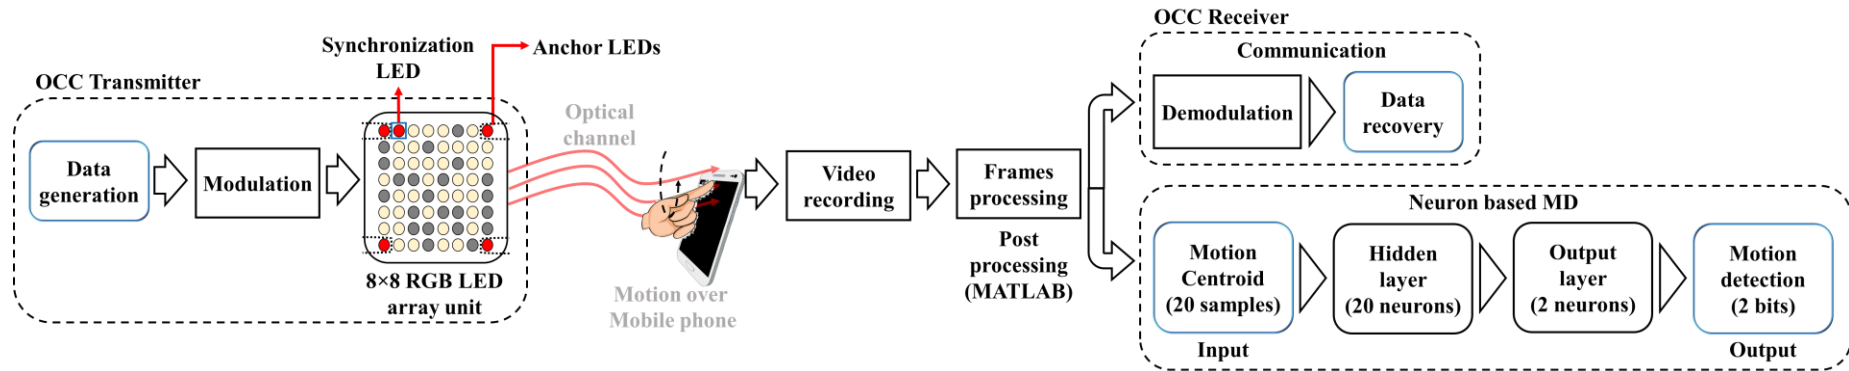 OCC Transmitter
Synchronization
LED
Anchor LEDs
Data
generation
Modulation
8×8 RGB LED
array unit
Optical
channel
Motion over
Mobile phone
Video
recording
Frames
processing
Post
processing
(MATLAB)
OCC Receiver
Communication
Demodulation
Data
recovery
Neuron based MD
Motion
Centroid
(20 samples)
Input
Hidden
layer
(20 neurons)
Output
layer
(2 neurons)
Motion
detection
(2 bits)
Output